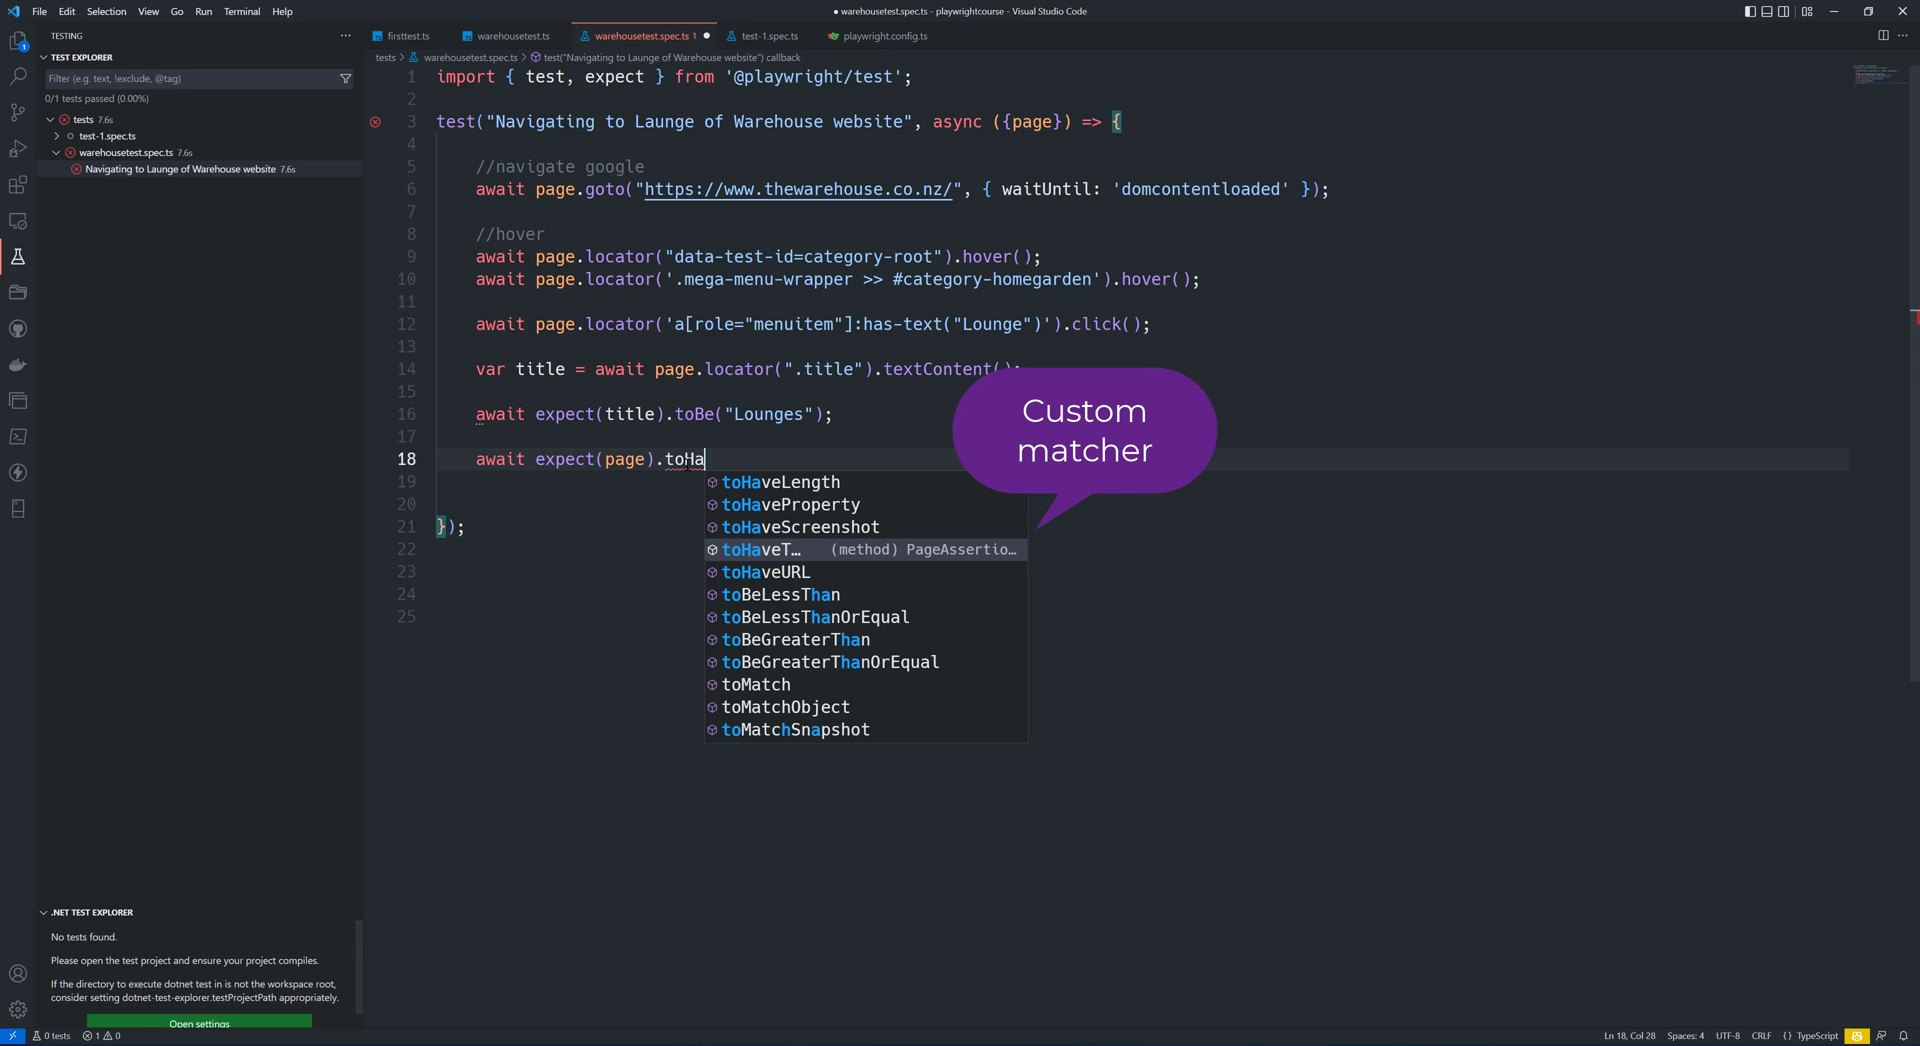 File Edit Selection View Go Run Terminal Help
● warehousetest.spec.ts - playwrightcourse - Visual Studio Code
TESTING
TEST EXPLORER
Filter (e.g. text, !exclude, @tag)
0/1 tests passed (0.00%)
tests 7.6s
test-1.spec.ts
warehousetest.spec.ts 7.6s
Navigating to Launge of Warehouse website 7.6s
firsttest.ts warehousetest.ts warehousetest.spec.ts 1 ● test-1.spec.ts playwright.config.ts
tests > warehousetest.spec.ts > test("Navigating to Launge of Warehouse website") callback
1 import { test, expect } from '@playwright/test';
2
3 test("Navigating to Launge of Warehouse website", async ({page}) => {
4
5 //navigate google
6 await page.goto("https://www.thewarehouse.co.nz/", { waitUntil: 'domcontentloaded' });
7
8 //hover
9 await page.locator("data-test-id=category-root").hover();
10 await page.locator('.mega-menu-wrapper >> #category-homegarden').hover();
11
12 await page.locator('a[role="menuitem"]:has-text("Lounge")').click();
13
14 var title = await page.locator(".title").textContent();
15
16 await expect(title).toBe("Lounges");
17
18 await expect(page).toHa
19
20
21 });
22
23
24
25
Custom
matcher
toHaveLength
toHaveProperty
toHaveScreenshot
toHaveT... (method) PageAssertio...
toHaveURL
toBeLessThan
toBeLessThanOrEqual
toBeGreaterThan
toBeGreaterThanOrEqual
toMatch
toMatchObject
toMatchSnapshot
.NET TEST EXPLORER
No tests found.
Please open the test project and ensure your project compiles.
If the directory to execute dotnet test in is not the workspace root,
consider setting dotnet-test-explorer.testProjectPath appropriately.
Open settings
0 tests 1 0
Ln 18, Col 28 Spaces: 4 UTF-8 CRLF {} TypeScript